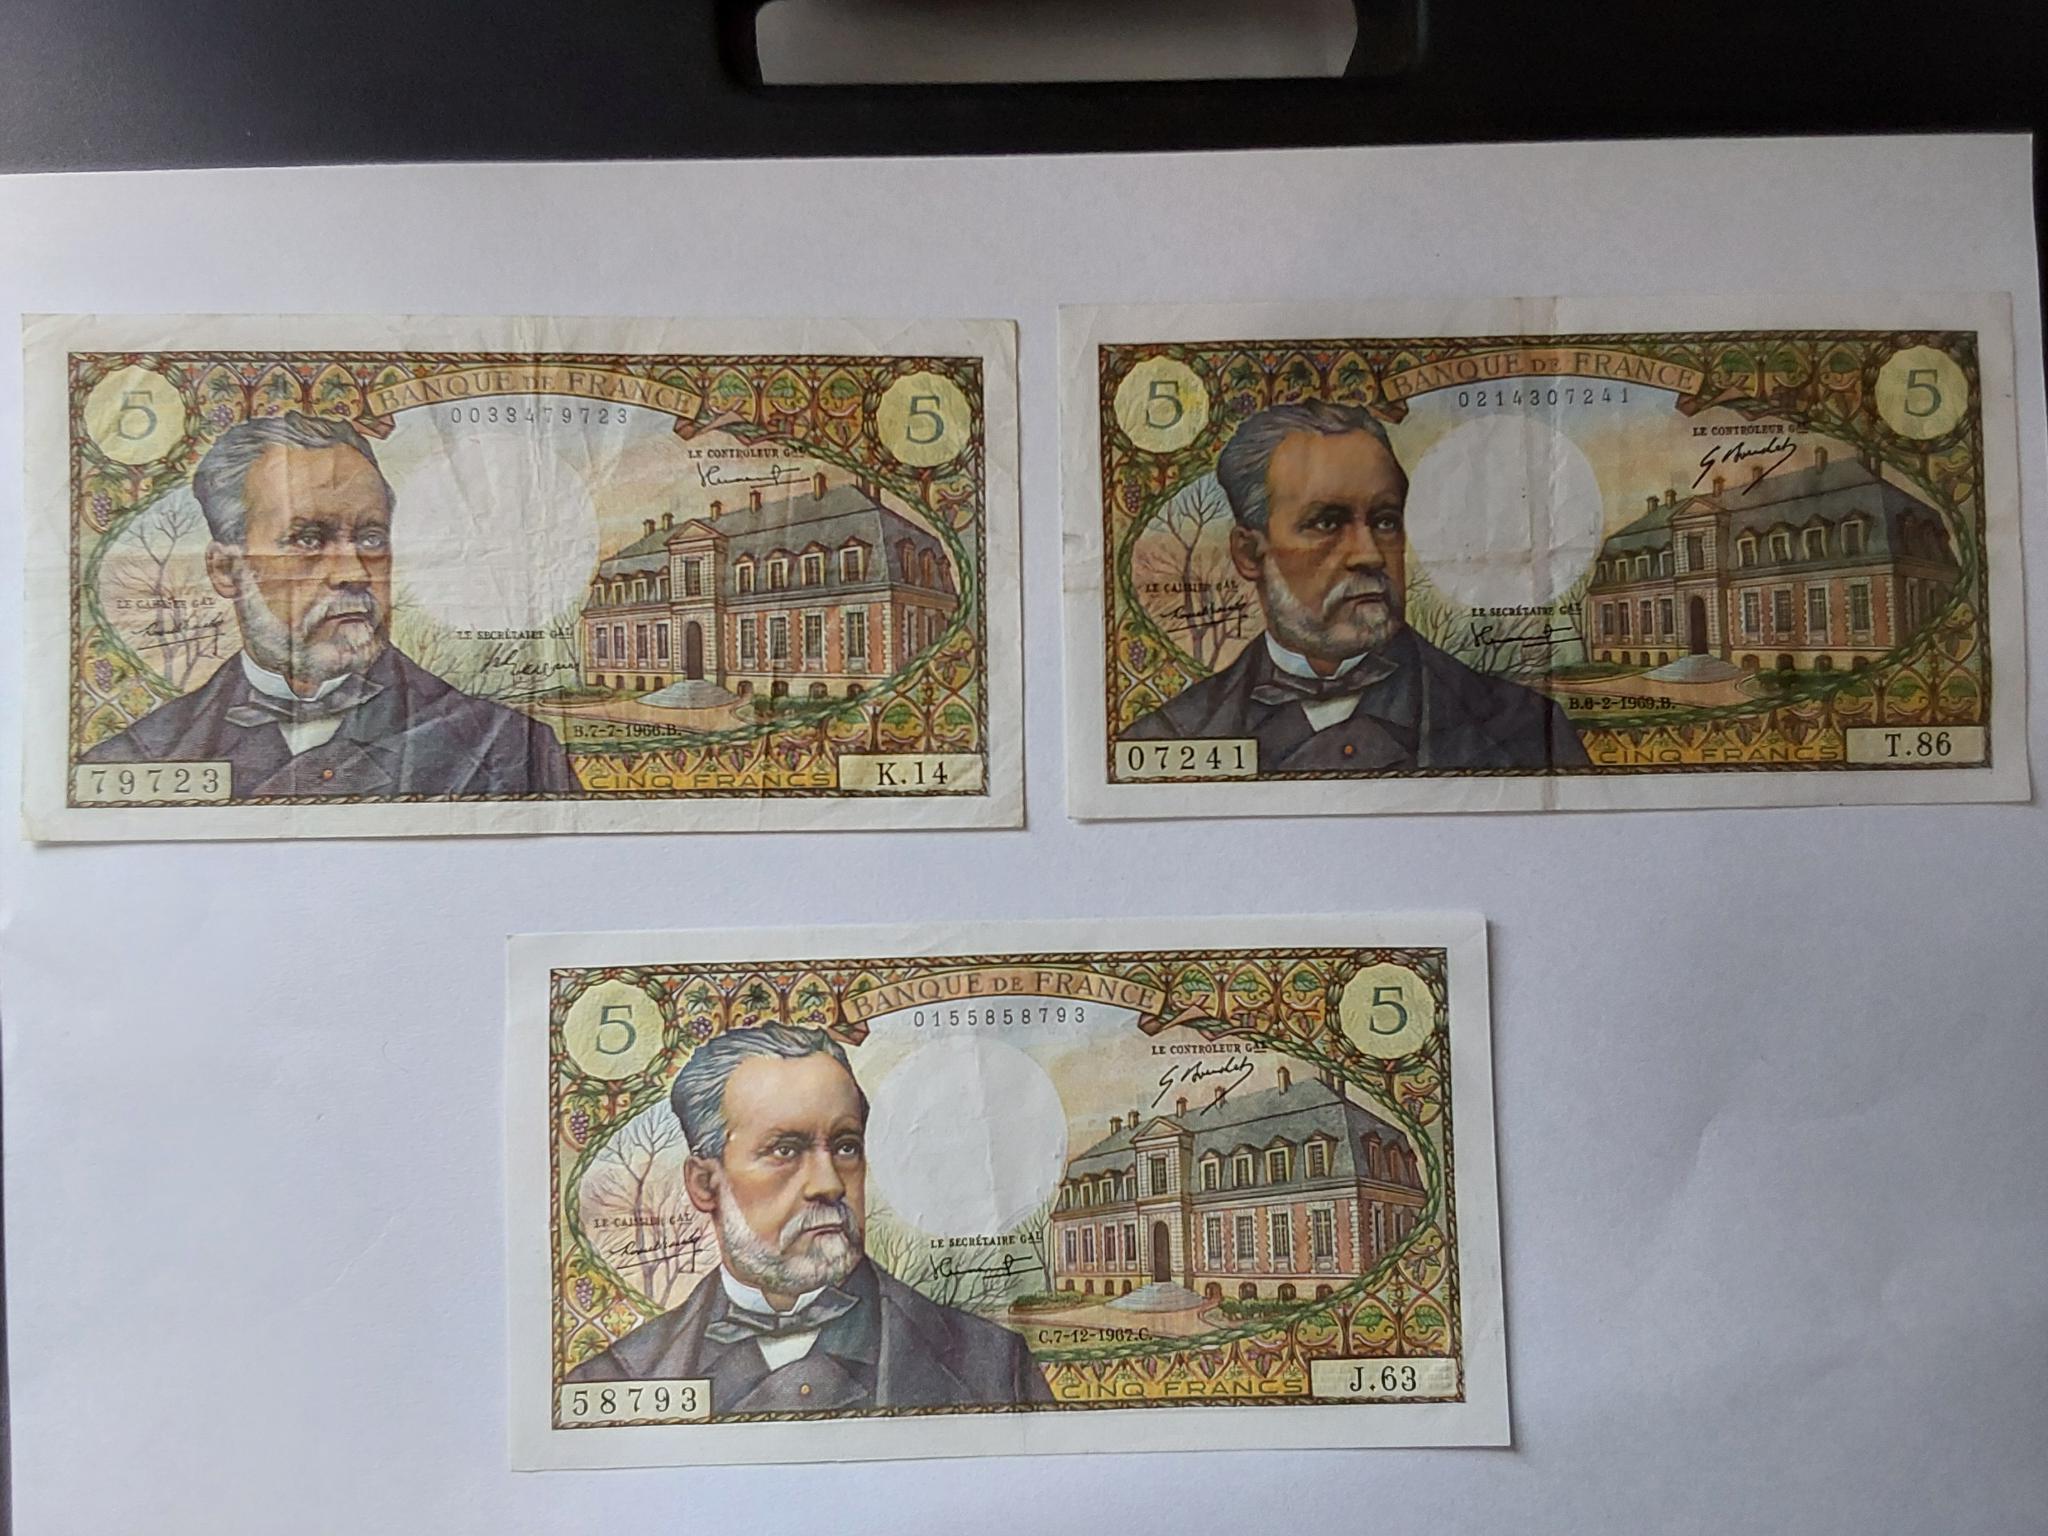 5
BANQUE DE FRANCE
5
0033479723
LE CONTROLEUR GAL
LE CAISSIER GAL
LE SECRÉTAIRE GAL
B.7-7-1966.B.
79723
CINQ FRANCS
K.14
5
BANQUE DE FRANCE
5
0214307241
LE CONTROLEUR GAL
LE CAISSIER GAL
LE SECRÉTAIRE GAL
B.6-2-1969.B.
07241
CINQ FRANCS
T.86
5
BANQUE DE FRANCE
5
0155858793
LE CONTROLEUR GAL
LE CAISSIER GAL
LE SECRÉTAIRE GAL
C.7-12-1967.C.
58793
CINQ FRANCS
J.63